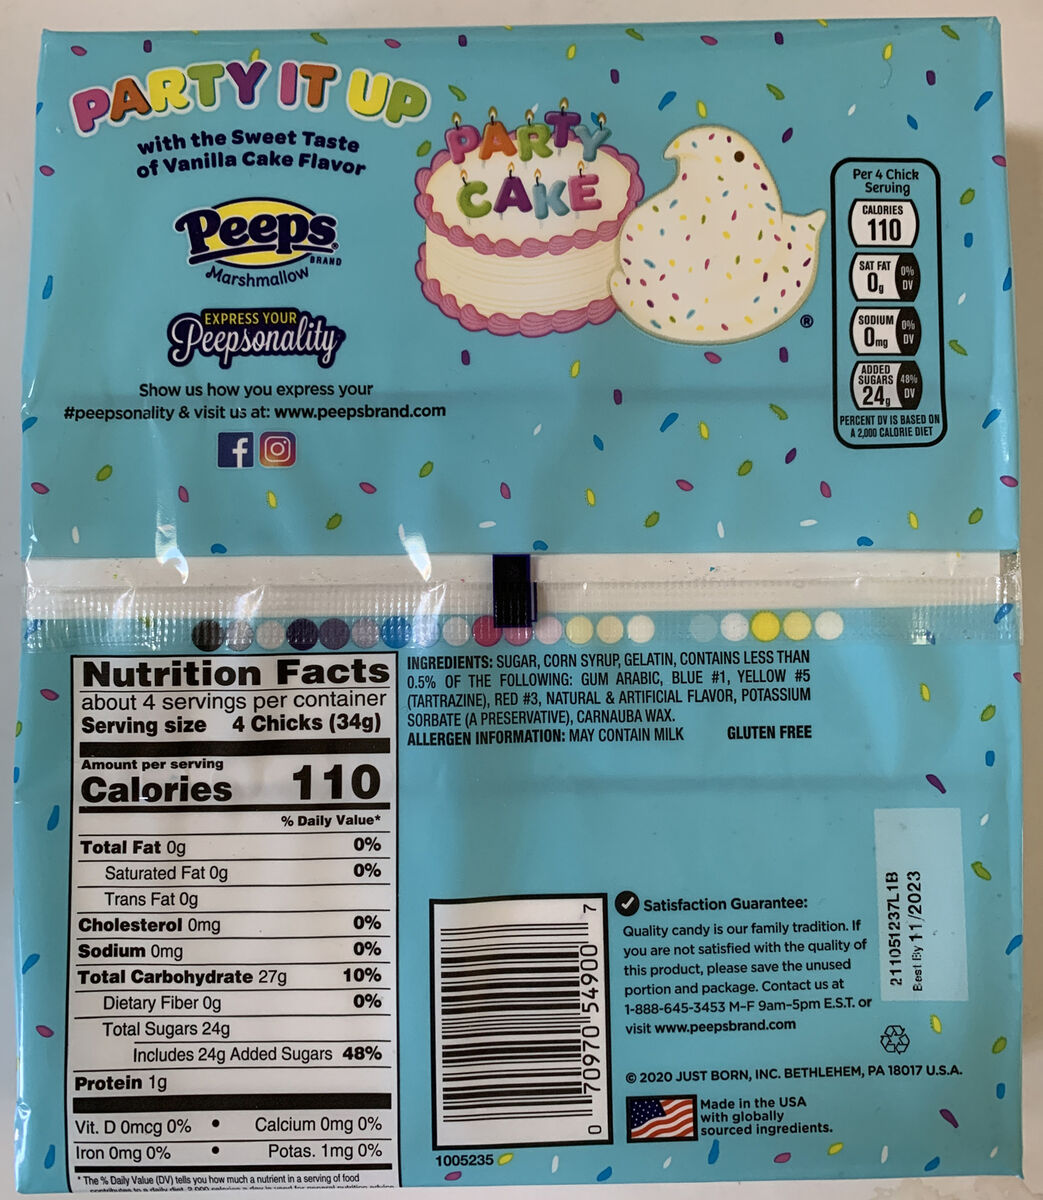 PARTY IT UP
with the Sweet Taste
of Vanilla Cake Flavor
Peeps®
BRAND
Marshmallow
EXPRESS YOUR
Peepsonality
Show us how you express your
#peepsonality & visit us at: www.peepsbrand.com
PARTY
CAKE
®
Per 4 Chick
Serving
CALORIES
110
SAT FAT
0g
0%
DV
SODIUM
0mg
0%
DV
ADDED
SUGARS
24g
48%
DV
PERCENT DV IS BASED ON
A 2,000 CALORIE DIET
Nutrition Facts
about 4 servings per container
Serving size 4 Chicks (34g)
Amount per serving
Calories 110
% Daily Value*
Total Fat 0g 0%
Saturated Fat 0g 0%
Trans Fat 0g
Cholesterol 0mg 0%
Sodium 0mg 0%
Total Carbohydrate 27g 10%
Dietary Fiber 0g 0%
Total Sugars 24g
Includes 24g Added Sugars 48%
Protein 1g
Vit. D 0mcg 0% • Calcium 0mg 0%
Iron 0mg 0% • Potas. 1mg 0%
* The % Daily Value (DV) tells you how much a nutrient in a serving of food
INGREDIENTS: SUGAR, CORN SYRUP, GELATIN, CONTAINS LESS THAN
0.5% OF THE FOLLOWING: GUM ARABIC, BLUE #1, YELLOW #5
(TARTRAZINE), RED #3, NATURAL & ARTIFICIAL FLAVOR, POTASSIUM
SORBATE (A PRESERVATIVE), CARNAUBA WAX.
ALLERGEN INFORMATION: MAY CONTAIN MILK GLUTEN FREE
0 70970 54900 7
1005235
Satisfaction Guarantee:
Quality candy is our family tradition. If
you are not satisfied with the quality of
this product, please save the unused
portion and package. Contact us at
1-888-645-3453 M-F 9am-5pm E.S.T. or
visit www.peepsbrand.com
211051237L1B
Best By 11/2023
© 2020 JUST BORN, INC. BETHLEHEM, PA 18017 U.S.A.
Made in the USA
with globally
sourced ingredients.